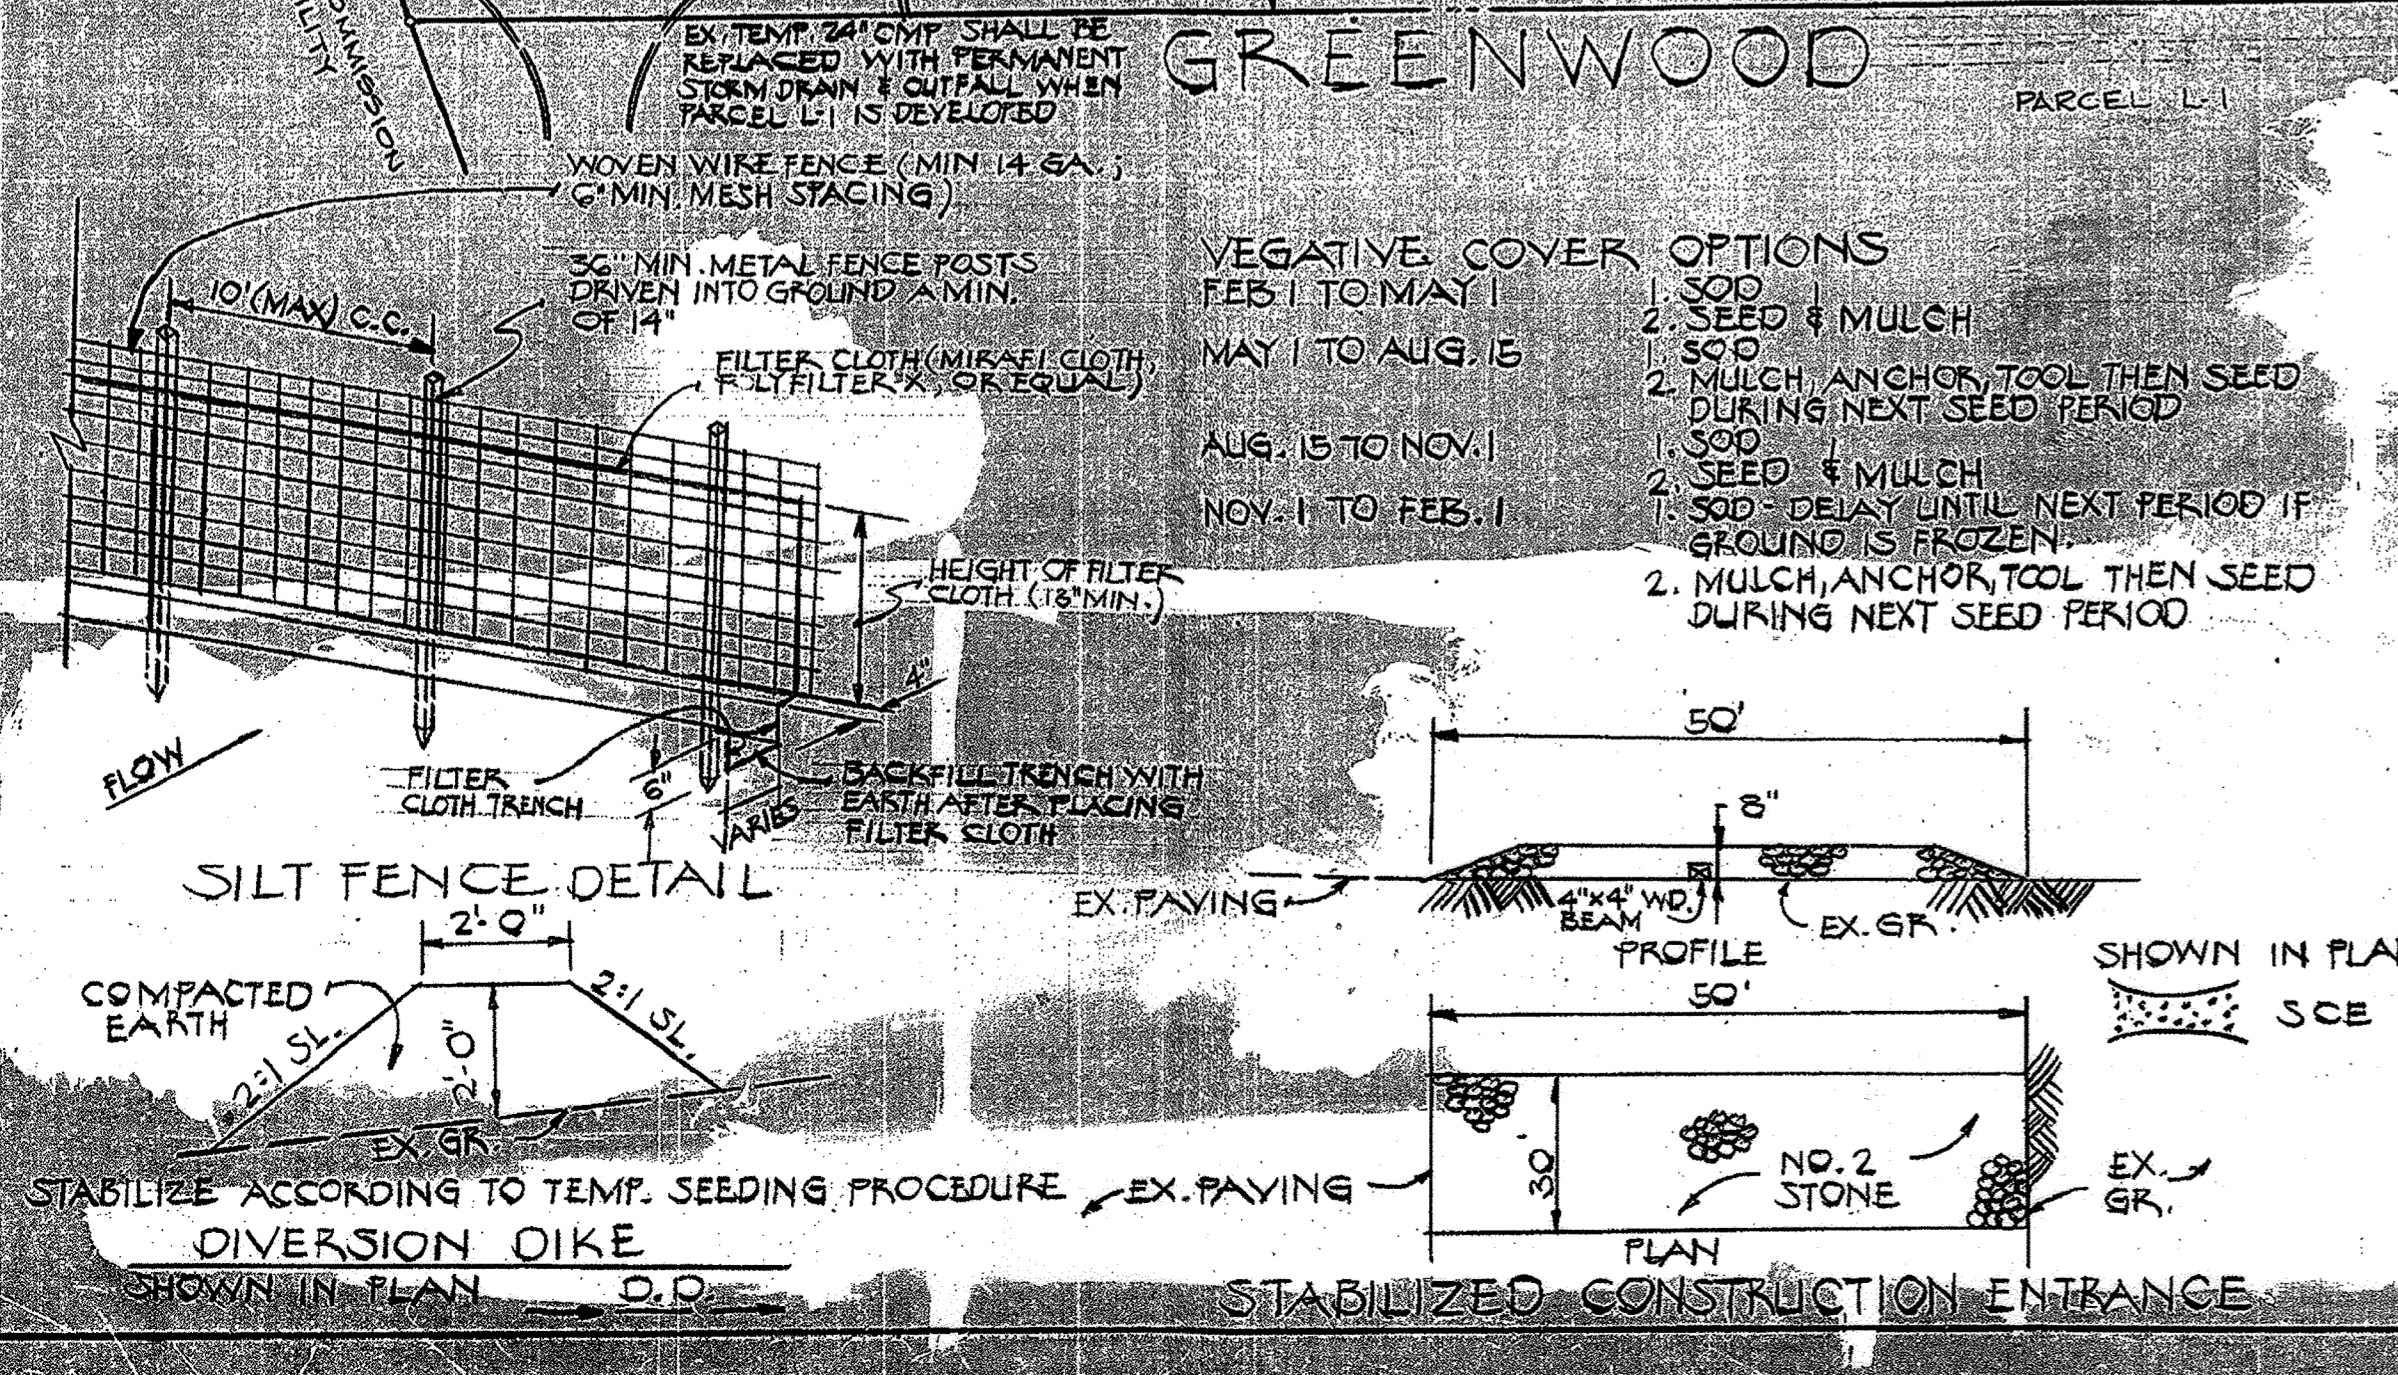 OMMISSION
ILITY
EX. TEMP. 24" CMP SHALL BE
REPLACED WITH PERMANENT
STORM DRAIN & OUTFALL WHEN
PARCEL L-1 IS DEVELOPED
GREENWOOD
PARCEL L-1
WOVEN WIRE FENCE (MIN 14 GA.;
6" MIN. MESH SPACING)
36" MIN. METAL FENCE POSTS
DRIVEN INTO GROUND A MIN.
OF 14"
10' (MAX) C.C.
FILTER CLOTH (MIRAFI CLOTH,
POLYFILTER X, OR EQUAL)
HEIGHT OF FILTER
CLOTH (18" MIN.)
4"
FLOW
FILTER
CLOTH TRENCH
6"
VARIES
BACKFILL TRENCH WITH
EARTH AFTER PLACING
FILTER CLOTH
SILT FENCE DETAIL
VEGATIVE COVER OPTIONS
FEB 1 TO MAY 1 1. SOD
2. SEED & MULCH
MAY 1 TO AUG. 15 1. SOD
2. MULCH, ANCHOR, TOOL THEN SEED
DURING NEXT SEED PERIOD
AUG. 15 TO NOV. 1 1. SOD
2. SEED & MULCH
NOV. 1 TO FEB. 1 1. SOD - DELAY UNTIL NEXT PERIOD IF
GROUND IS FROZEN.
2. MULCH, ANCHOR, TOOL THEN SEED
DURING NEXT SEED PERIOD
2'-0"
COMPACTED
EARTH
2:1 SL.
2'-0"
2:1 SL.
EX. GR.
STABILIZE ACCORDING TO TEMP. SEEDING PROCEDURE
DIVERSION DIKE
SHOWN IN PLAN D.D.
50'
8"
EX. PAVING
4"x4" WD.
BEAM
EX. GR.
PROFILE
SHOWN IN PLA
SCE
50'
30'
NO. 2
STONE
EX. PAVING
EX.
GR.
PLAN
STABILIZED CONSTRUCTION ENTRANCE